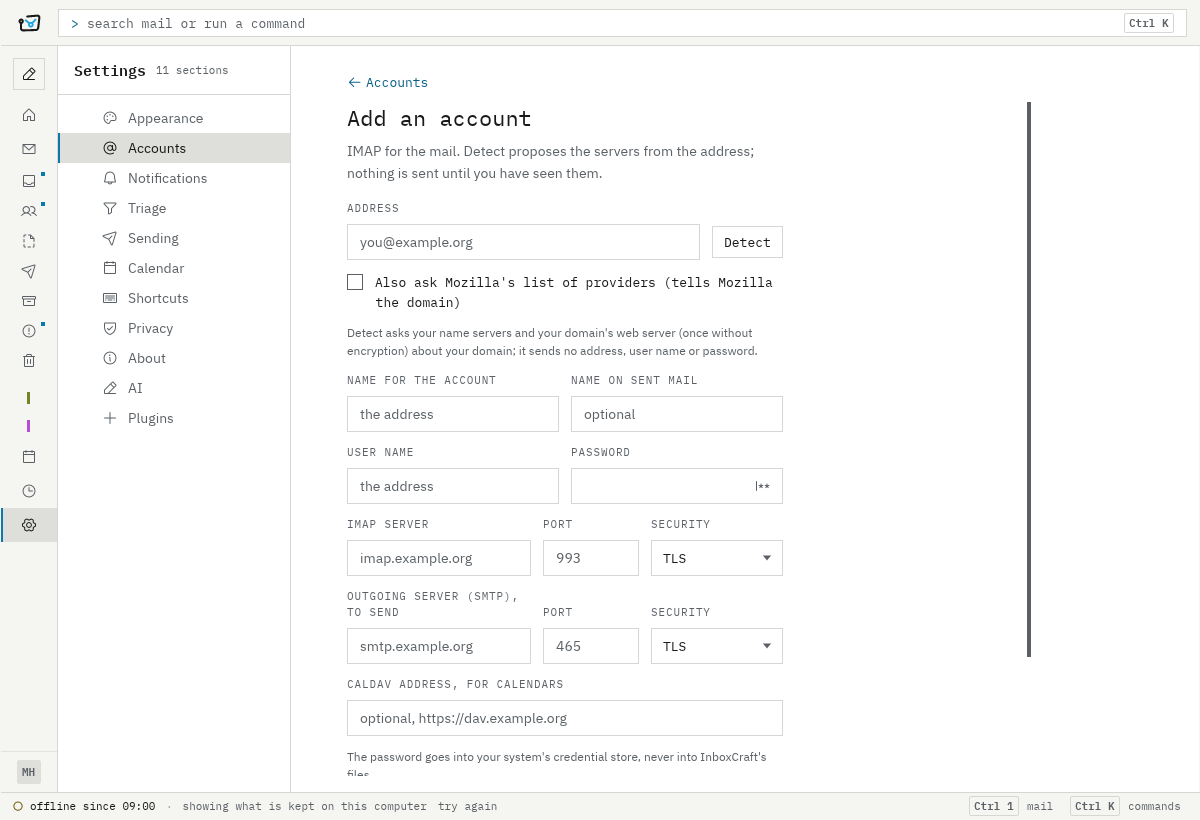 > search mail or run a command Ctrl K
Settings 11 sections
Appearance
Accounts
Notifications
Triage
Sending
Calendar
Shortcuts
Privacy
About
AI
Plugins
← Accounts
Add an account
IMAP for the mail. Detect proposes the servers from the address;
nothing is sent until you have seen them.
ADDRESS
you@example.org Detect
Also ask Mozilla's list of providers (tells Mozilla
the domain)
Detect asks your name servers and your domain's web server (once without
encryption) about your domain; it sends no address, user name or password.
NAME FOR THE ACCOUNT NAME ON SENT MAIL
the address optional
USER NAME PASSWORD
the address |**
IMAP SERVER PORT SECURITY
imap.example.org 993 TLS
OUTGOING SERVER (SMTP),
TO SEND PORT SECURITY
smtp.example.org 465 TLS
CALDAV ADDRESS, FOR CALENDARS
optional, https://dav.example.org
The password goes into your system's credential store, never into InboxCraft's
files.
MH
offline since 09:00 · showing what is kept on this computer try again Ctrl 1 mail Ctrl K commands